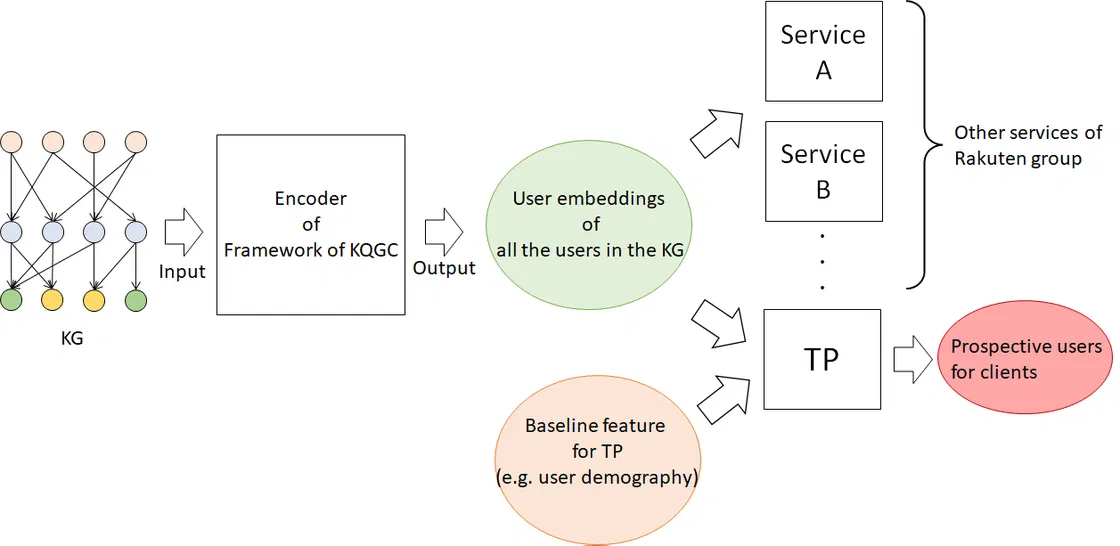 KG
Input
Encoder
of
Framework of KQGC
Output
User embeddings
of
all the users in the KG
Baseline feature
for TP
(e.g. user demography)
Service
A
Service
B
.
.
.
Other services of
Rakuten group
TP
Prospective users
for clients